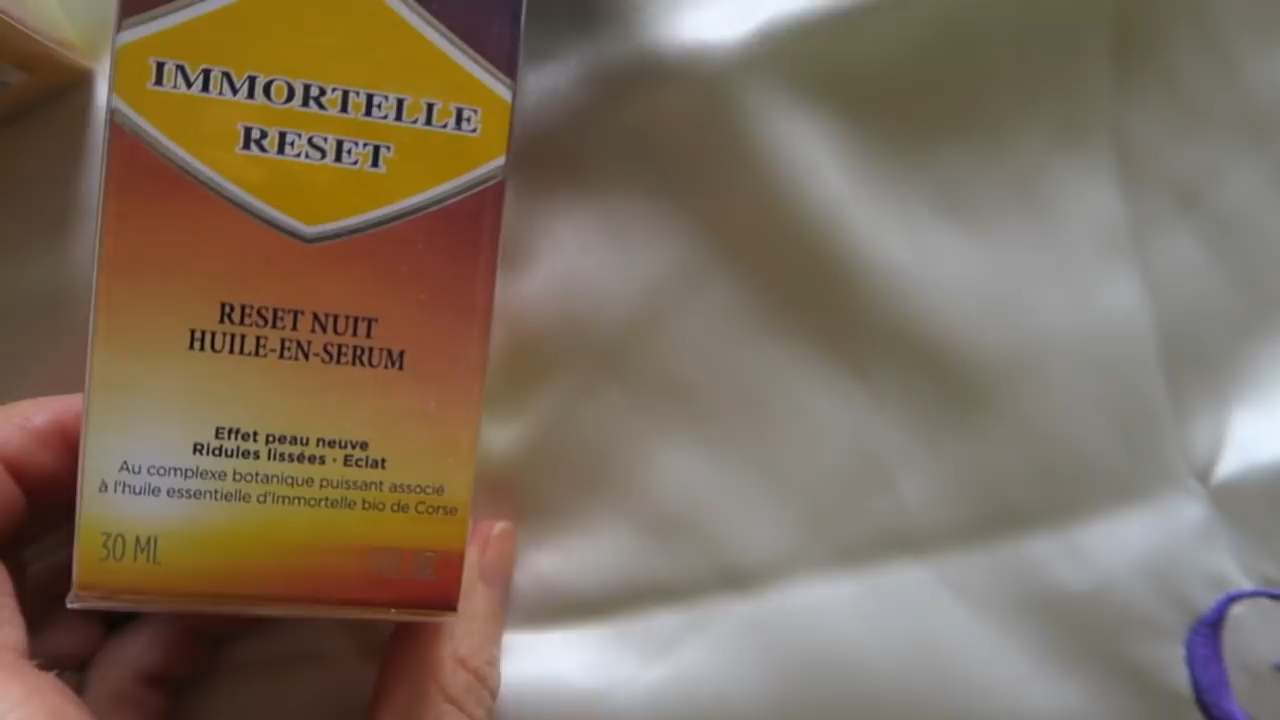 IMMORTELLE
RESET
RESET NUIT
HUILE-EN-SERUM
Effet peau neuve
Ridules lissées · Eclat
Au complexe botanique puissant associé
à l'huile essentielle d'Immortelle bio de Corse
30 ML